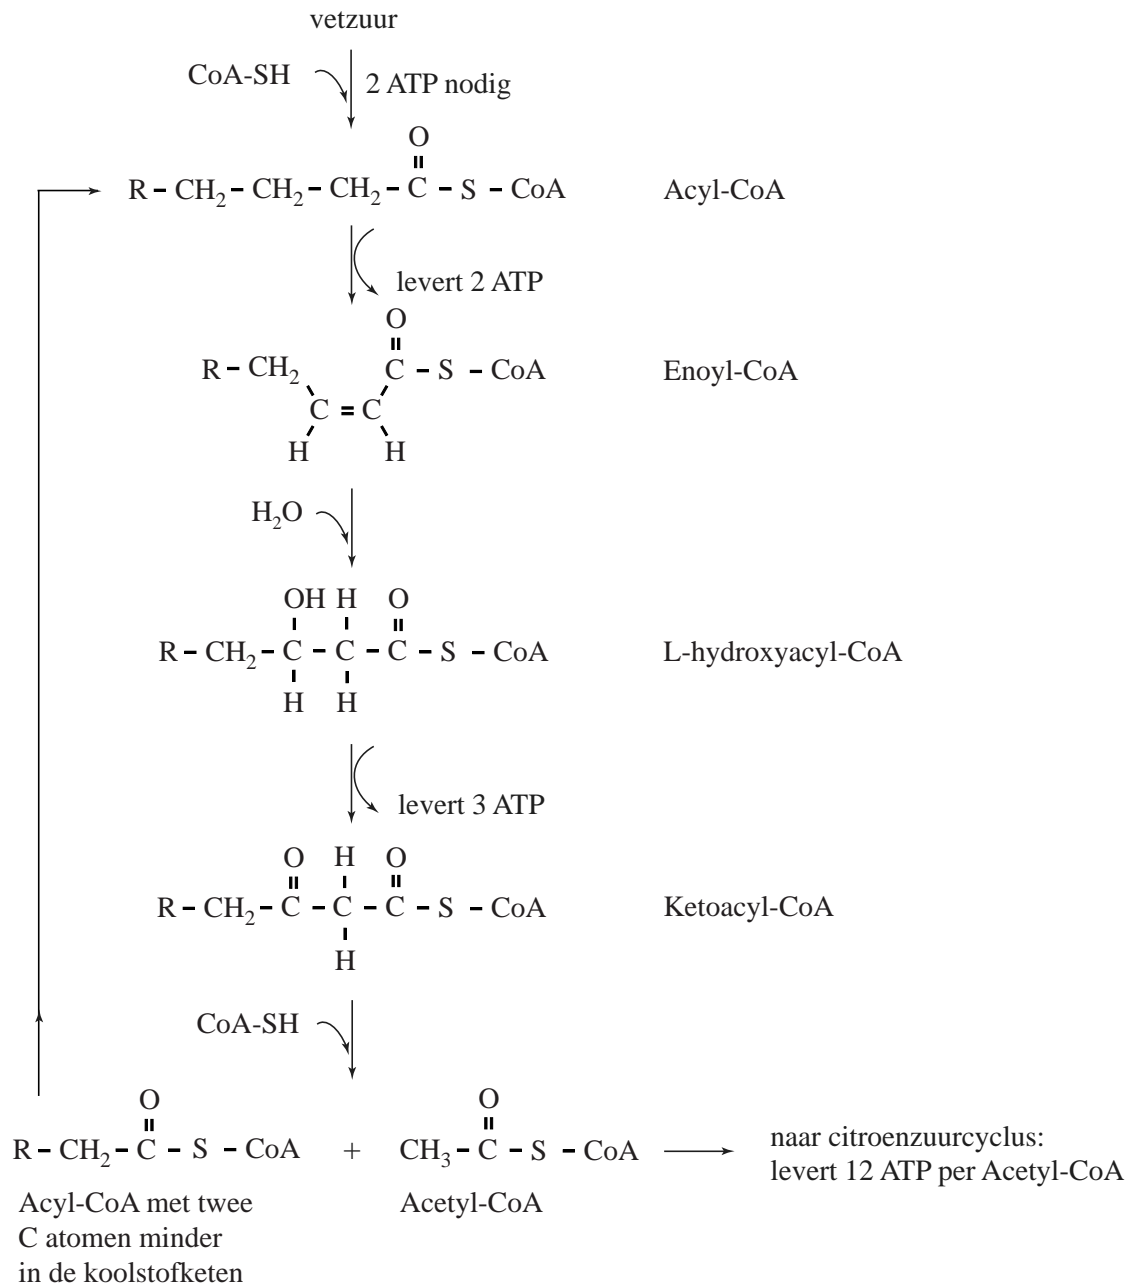 vetzuur
CoA-SH
2 ATP nodig
O
R – CH₂ – CH₂ – CH₂ – C – S – CoA
Acyl-CoA
levert 2 ATP
O
R – CH₂ C – S – CoA
Enoyl-CoA
C = C
H H
H₂O
OH H O
R – CH₂ – C – C – C – S – CoA
L-hydroxyacyl-CoA
H H
levert 3 ATP
O H O
R – CH₂ – C – C – C – S – CoA
Ketoacyl-CoA
H
CoA-SH
O O
R – CH₂ – C – S – CoA + CH₃ – C – S – CoA
naar citroenzuurcyclus:
levert 12 ATP per Acetyl-CoA
Acyl-CoA met twee
C atomen minder
in de koolstofketen
Acetyl-CoA